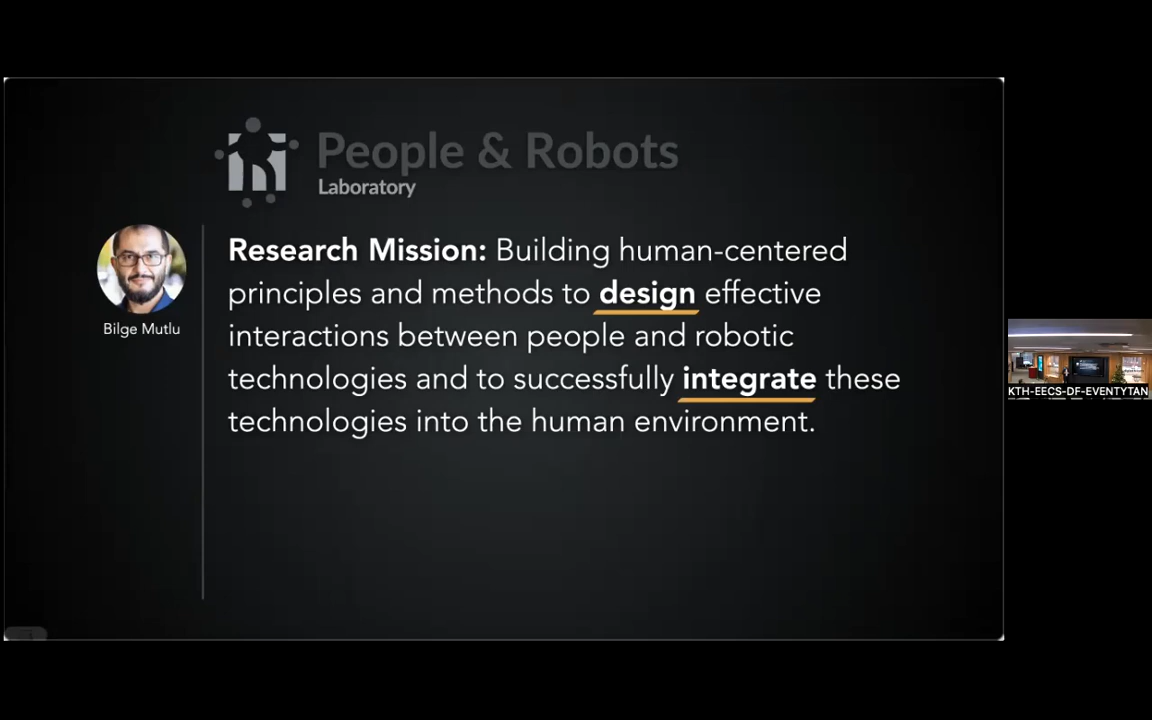 People & Robots
Laboratory
Research Mission: Building human-centered
principles and methods to design effective
interactions between people and robotic
technologies and to successfully integrate these
technologies into the human environment.
Bilge Mutlu
KTH-EECS-DF-EVENTYTAN